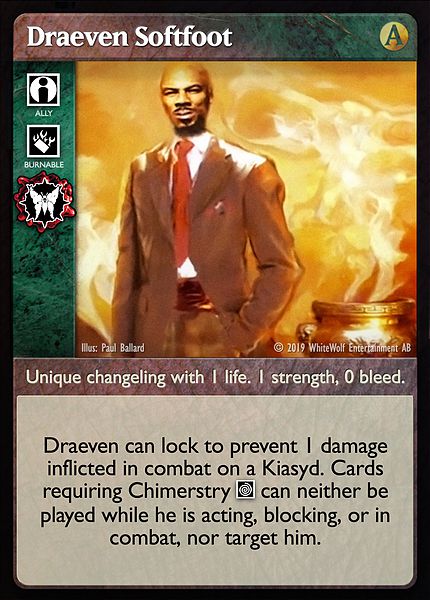 Draeven Softfoot
A
ALLY
BURNABLE
Illus: Paul Ballard
© 2019 WhiteWolf Entertainment AB
Unique changeling with 1 life. 1 strength, 0 bleed.
Draeven can lock to prevent 1 damage
inflicted in combat on a Kiasyd. Cards
requiring Chimerstry can neither be
played while he is acting, blocking, or in
combat, nor target him.